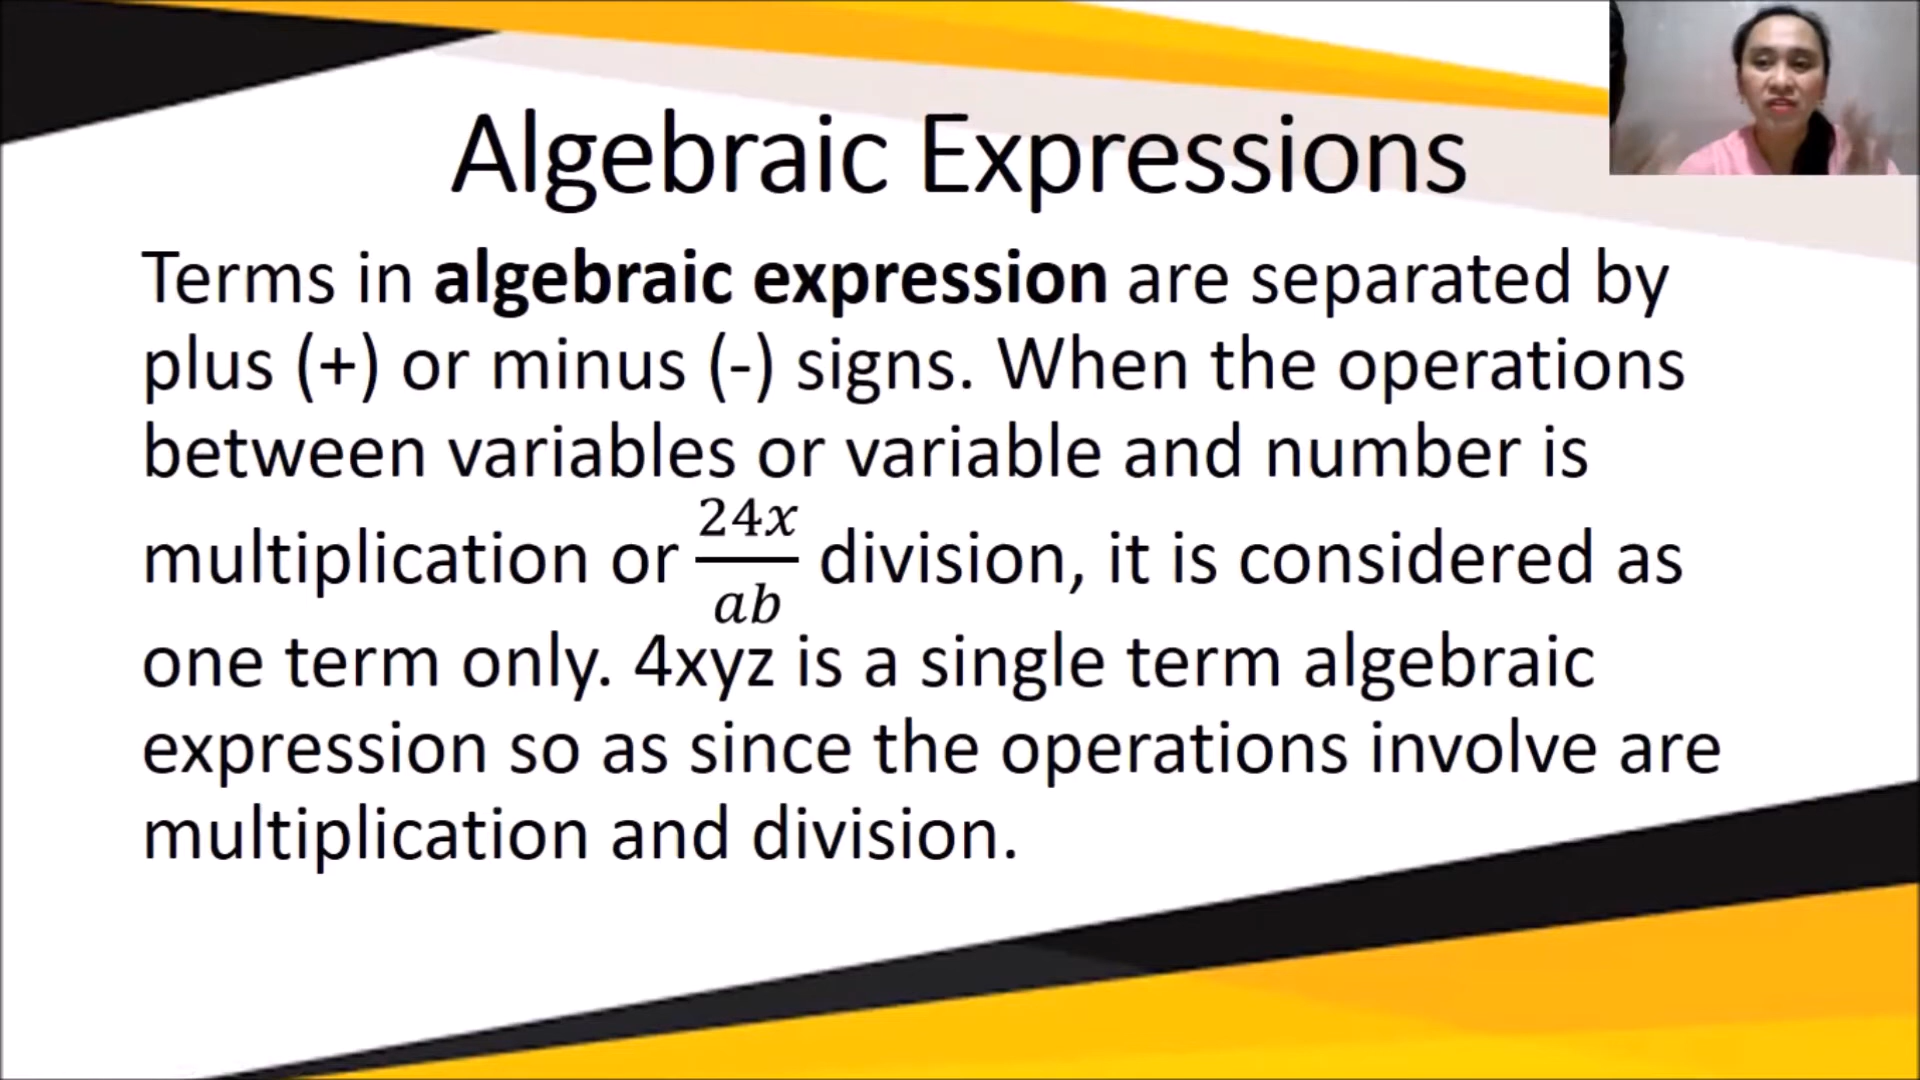 Algebraic Expressions
Terms in algebraic expression are separated by
plus (+) or minus (-) signs. When the operations
between variables or variable and number is
multiplication or 24x/ab division, it is considered as
one term only. 4xyz is a single term algebraic
expression so as since the operations involve are
multiplication and division.